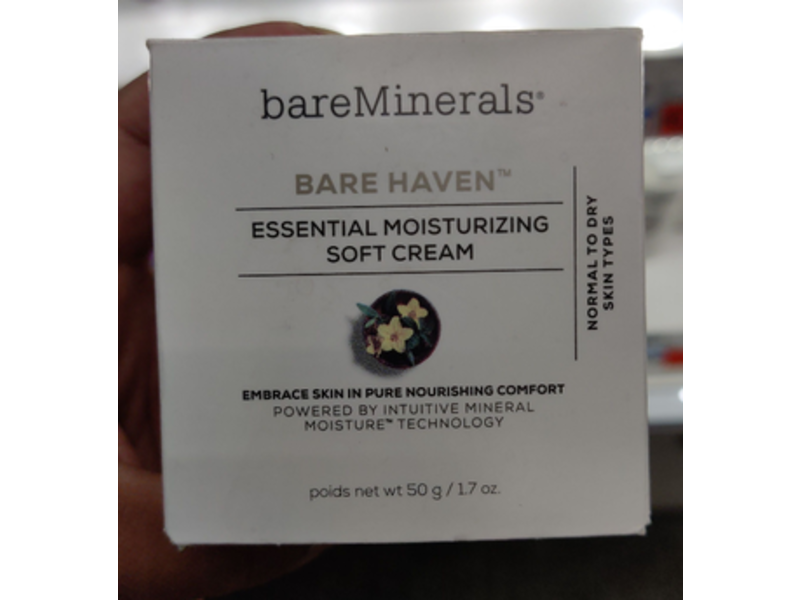 bareMinerals®
BARE HAVEN™
ESSENTIAL MOISTURIZING
SOFT CREAM
NORMAL TO DRY
SKIN TYPES
EMBRACE SKIN IN PURE NOURISHING COMFORT
POWERED BY INTUITIVE MINERAL
MOISTURE™ TECHNOLOGY
poids net wt 50 g / 1.7 oz.